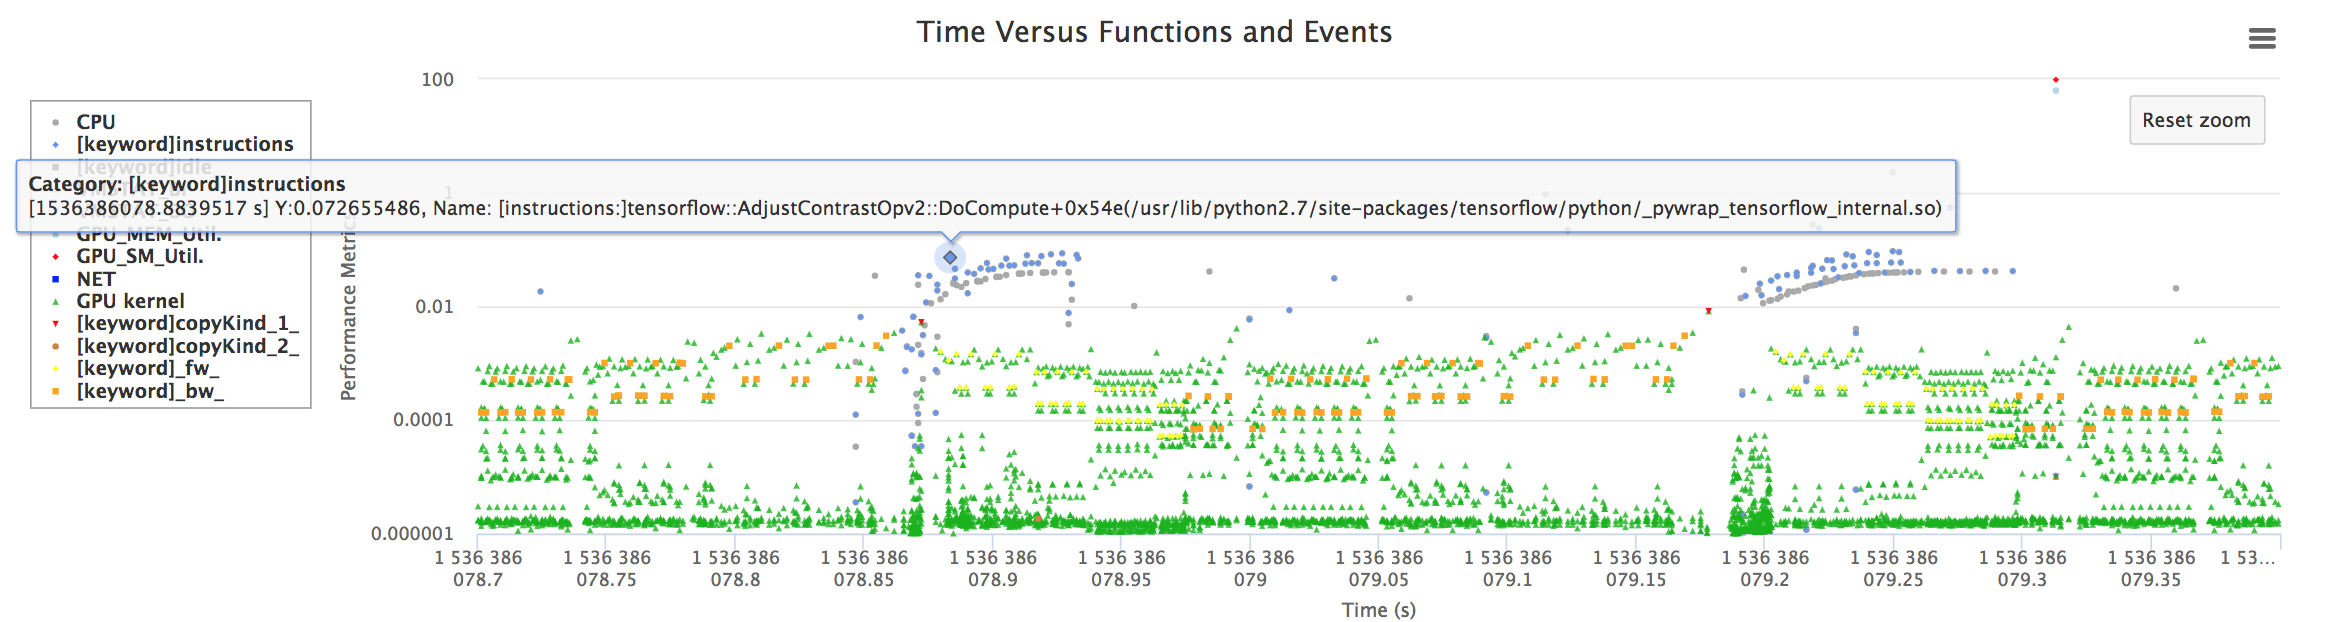 Time Versus Functions and Events
Reset zoom
CPU
[keyword]instructions
[keyword]idle
Category: [keyword]instructions
[1536386078.8839517 s] Y:0.072655486, Name: [instructions:]tensorflow::AdjustContrastOpv2::DoCompute+0x54e(/usr/lib/python2.7/site-packages/tensorflow/python/_pywrap_tensorflow_internal.so)
GPU_MEM_Util.
GPU_SM_Util.
NET
GPU kernel
[keyword]copyKind_1_
[keyword]copyKind_2_
[keyword]_fw_
[keyword]_bw_
Performance Metric
100
1
0.01
0.0001
0.000001
1 536 386 078.7
1 536 386 078.75
1 536 386 078.8
1 536 386 078.85
1 536 386 078.9
1 536 386 078.95
1 536 386 079
1 536 386 079.05
1 536 386 079.1
1 536 386 079.15
1 536 386 079.2
1 536 386 079.25
1 536 386 079.3
1 536 386 079.35
1 53...
Time (s)